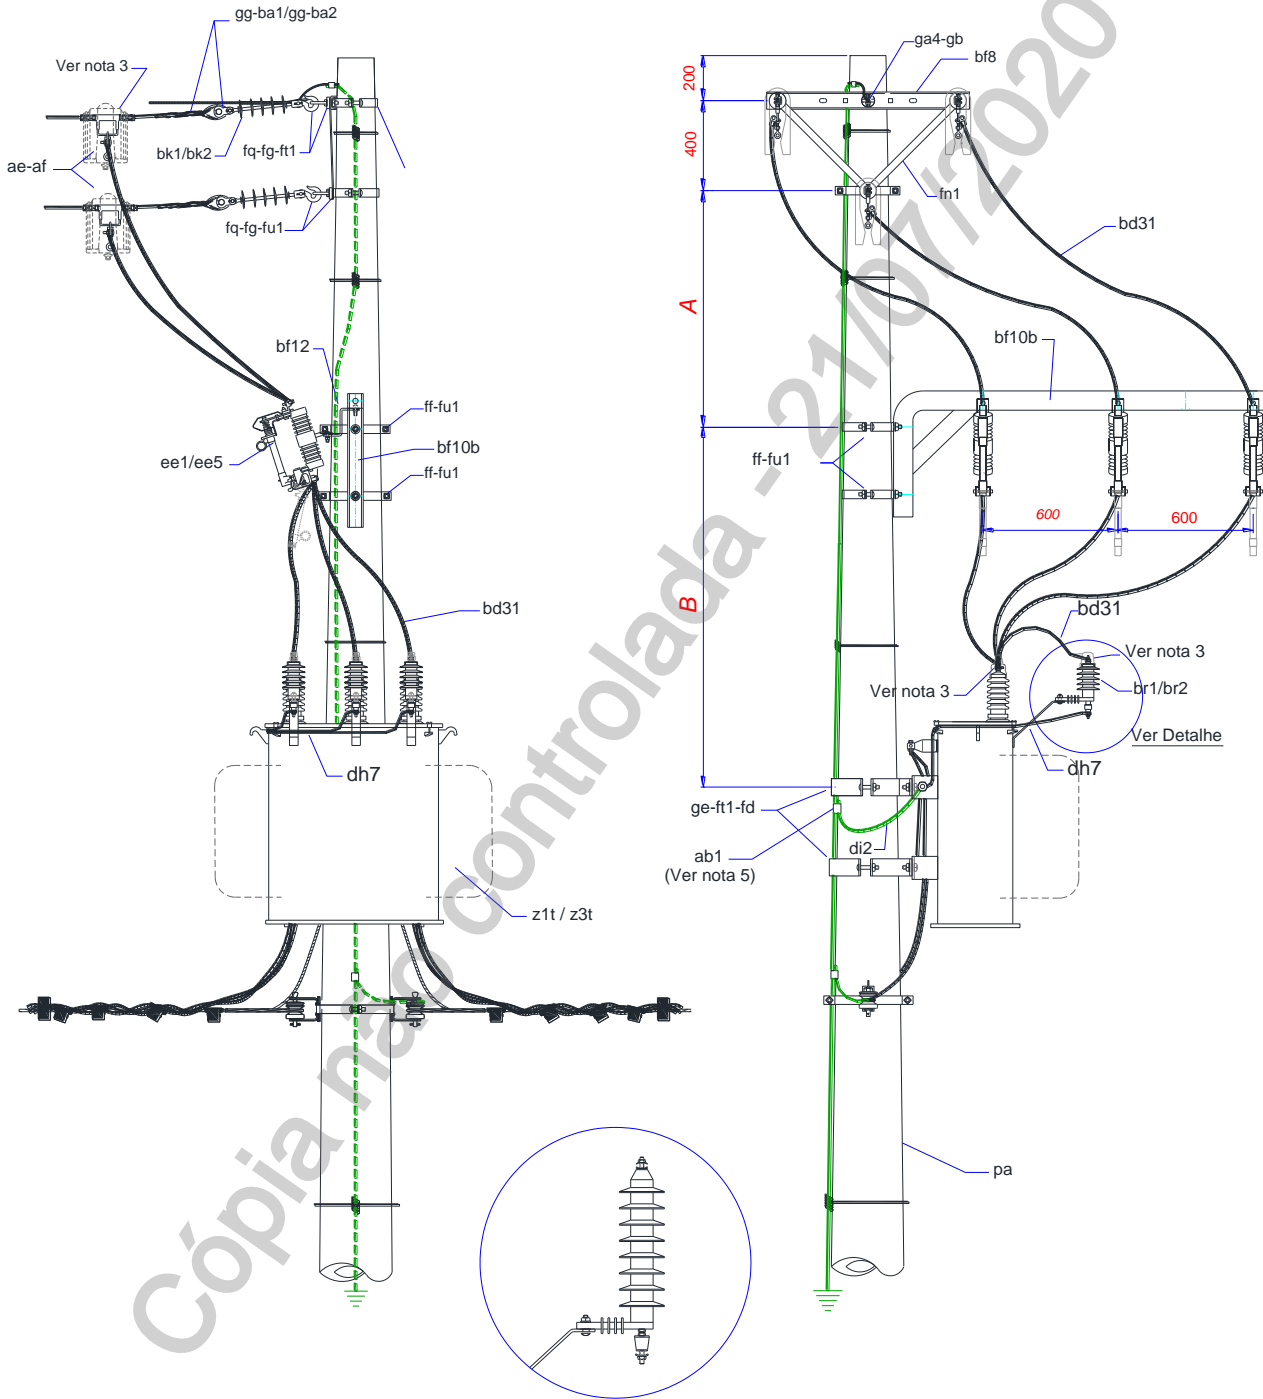 gg-ba1/gg-ba2
Ver nota 3
ae-af
bk1/bk2
fq-fg-ft1
fq-fg-fu1
bf12
ff-fu1
bf10b
ff-fu1
ee1/ee5
bd31
dh7
z1t / z3t
ga4-gb
bf8
200
400
fn1
bd31
A
bf10b
ff-fu1
600
600
B
bd31
Ver nota 3
Ver nota 3
br1/br2
Ver Detalhe
dh7
ge-ft1-fd
di2
ab1
(Ver nota 5)
pa
Cópia não controlada - 21/07/2020